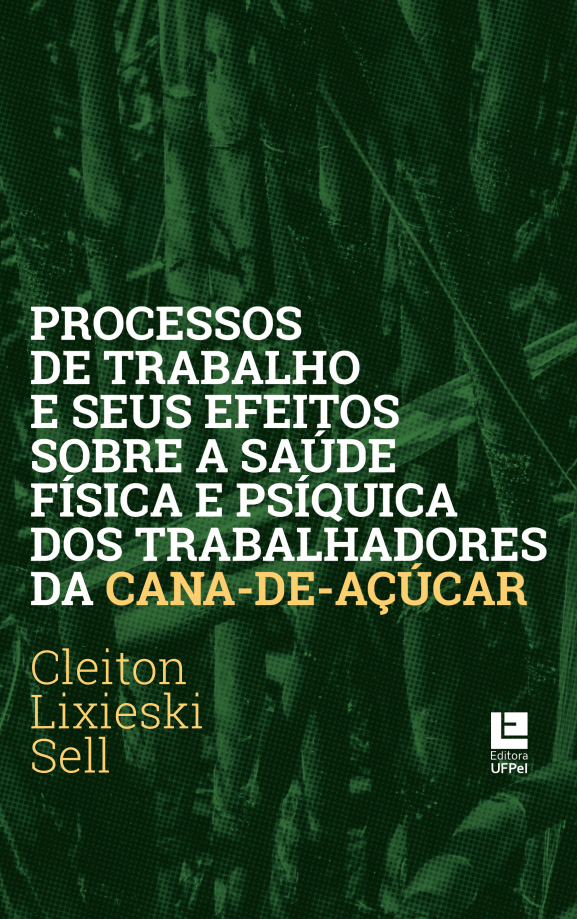 PROCESSOS
DE TRABALHO
E SEUS EFEITOS
SOBRE A SAÚDE
FÍSICA E PSÍQUICA
DOS TRABALHADORES
DA CANA-DE-AÇÚCAR
Cleiton
Lixieski
Sell
Editora
UFPel